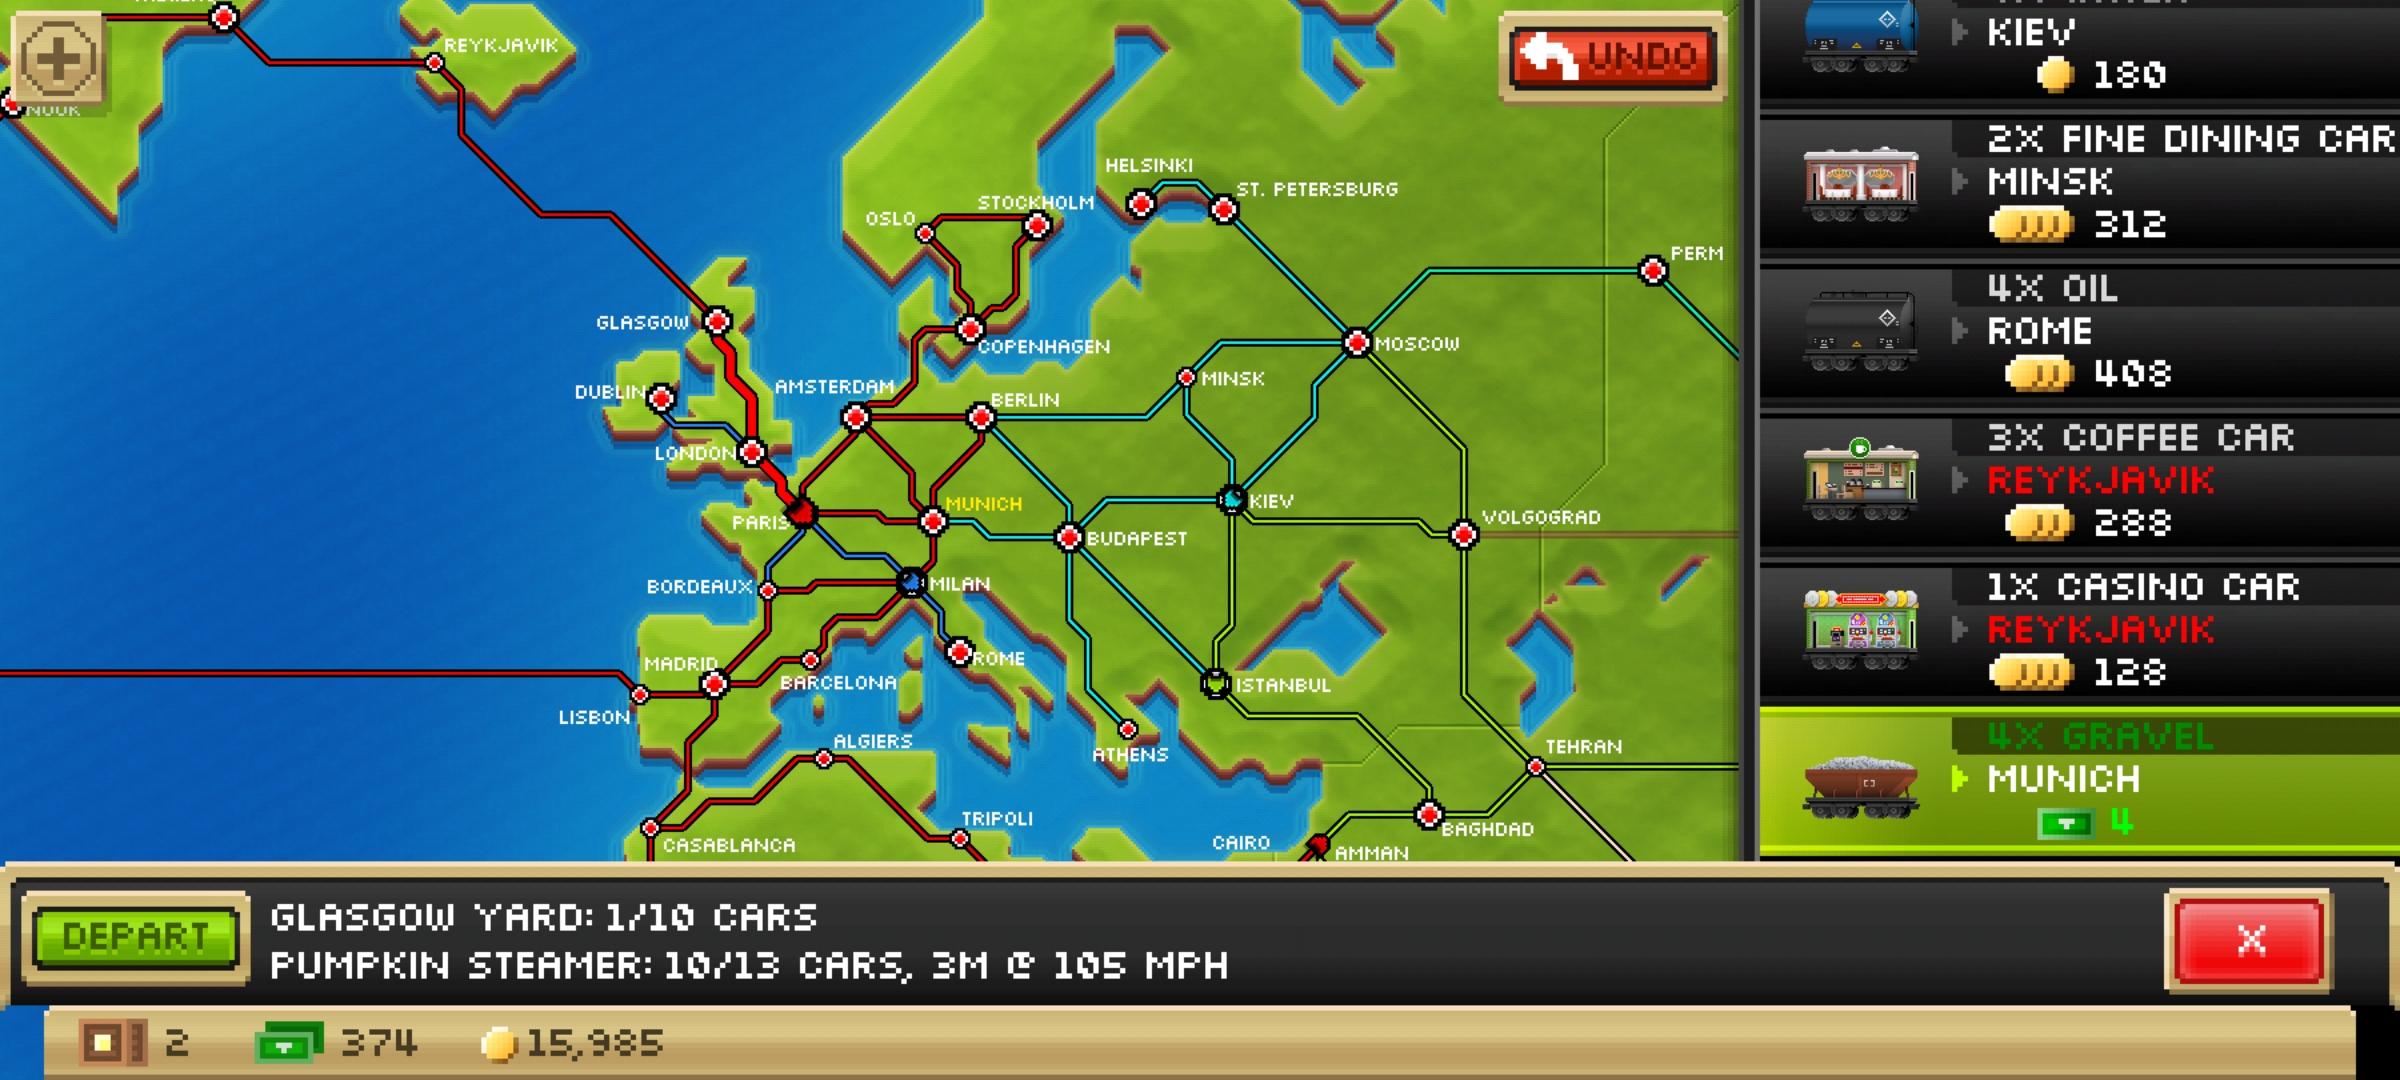 REYKJAVIK
NUUK
UNDO
HELSINKI
ST. PETERSBURG
STOCKHOLM
OSLO
PERM
GLASGOW
COPENHAGEN
MOSCOW
AMSTERDAM
MINSK
DUBLIN
BERLIN
LONDON
MUNICH
KIEV
PARIS
VOLGOGRAD
BUDAPEST
BORDEAUX
MILAN
MADRID
ROME
BARCELONA
ISTANBUL
LISBON
ALGIERS
ATHENS
TEHRAN
TRIPOLI
CASABLANCA
CAIRO
BAGHDAD
AMMAN
KIEV
180
2X FINE DINING CAR
MINSK
312
4X OIL
ROME
408
3X COFFEE CAR
REYKJAVIK
288
1X CASINO CAR
REYKJAVIK
128
4X GRAVEL
MUNICH
4
DEPART
GLASGOW YARD: 1/10 CARS
PUMPKIN STEAMER: 10/13 CARS, 3M @ 105 MPH
X
2
374
15,985